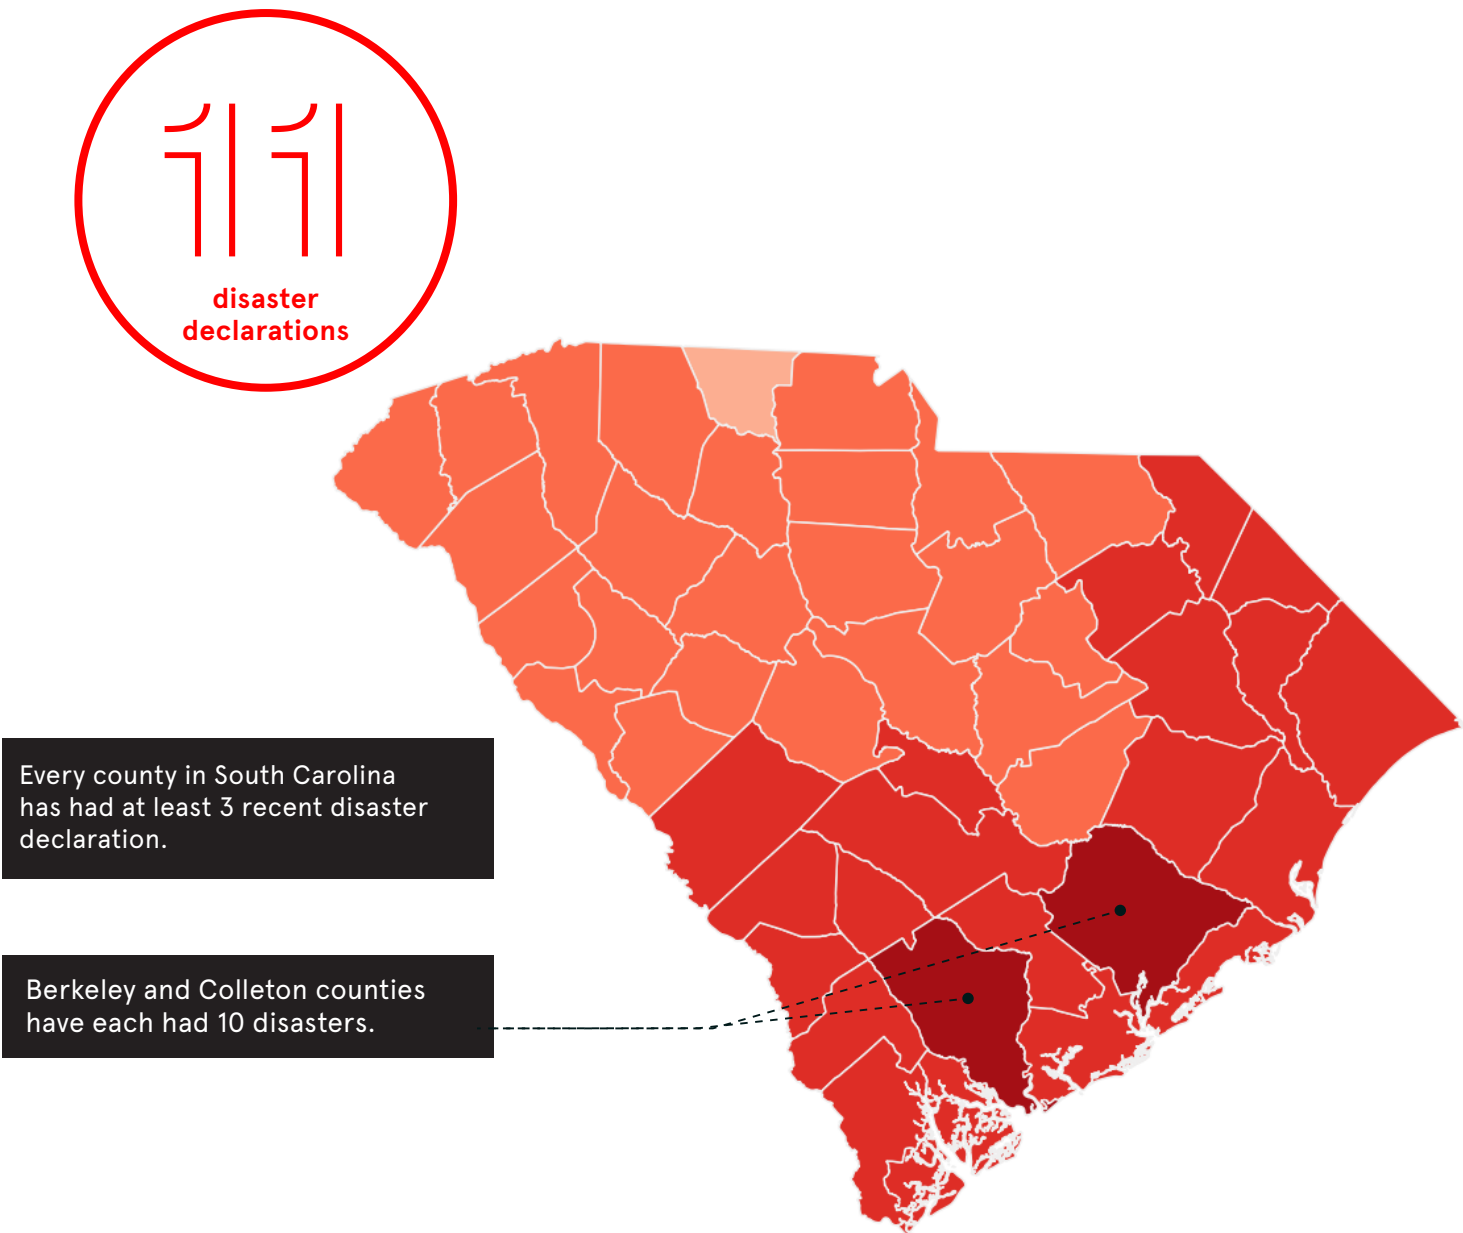 11
disaster
declarations
Every county in South Carolina
has had at least 3 recent disaster
declaration.
Berkeley and Colleton counties
have each had 10 disasters.